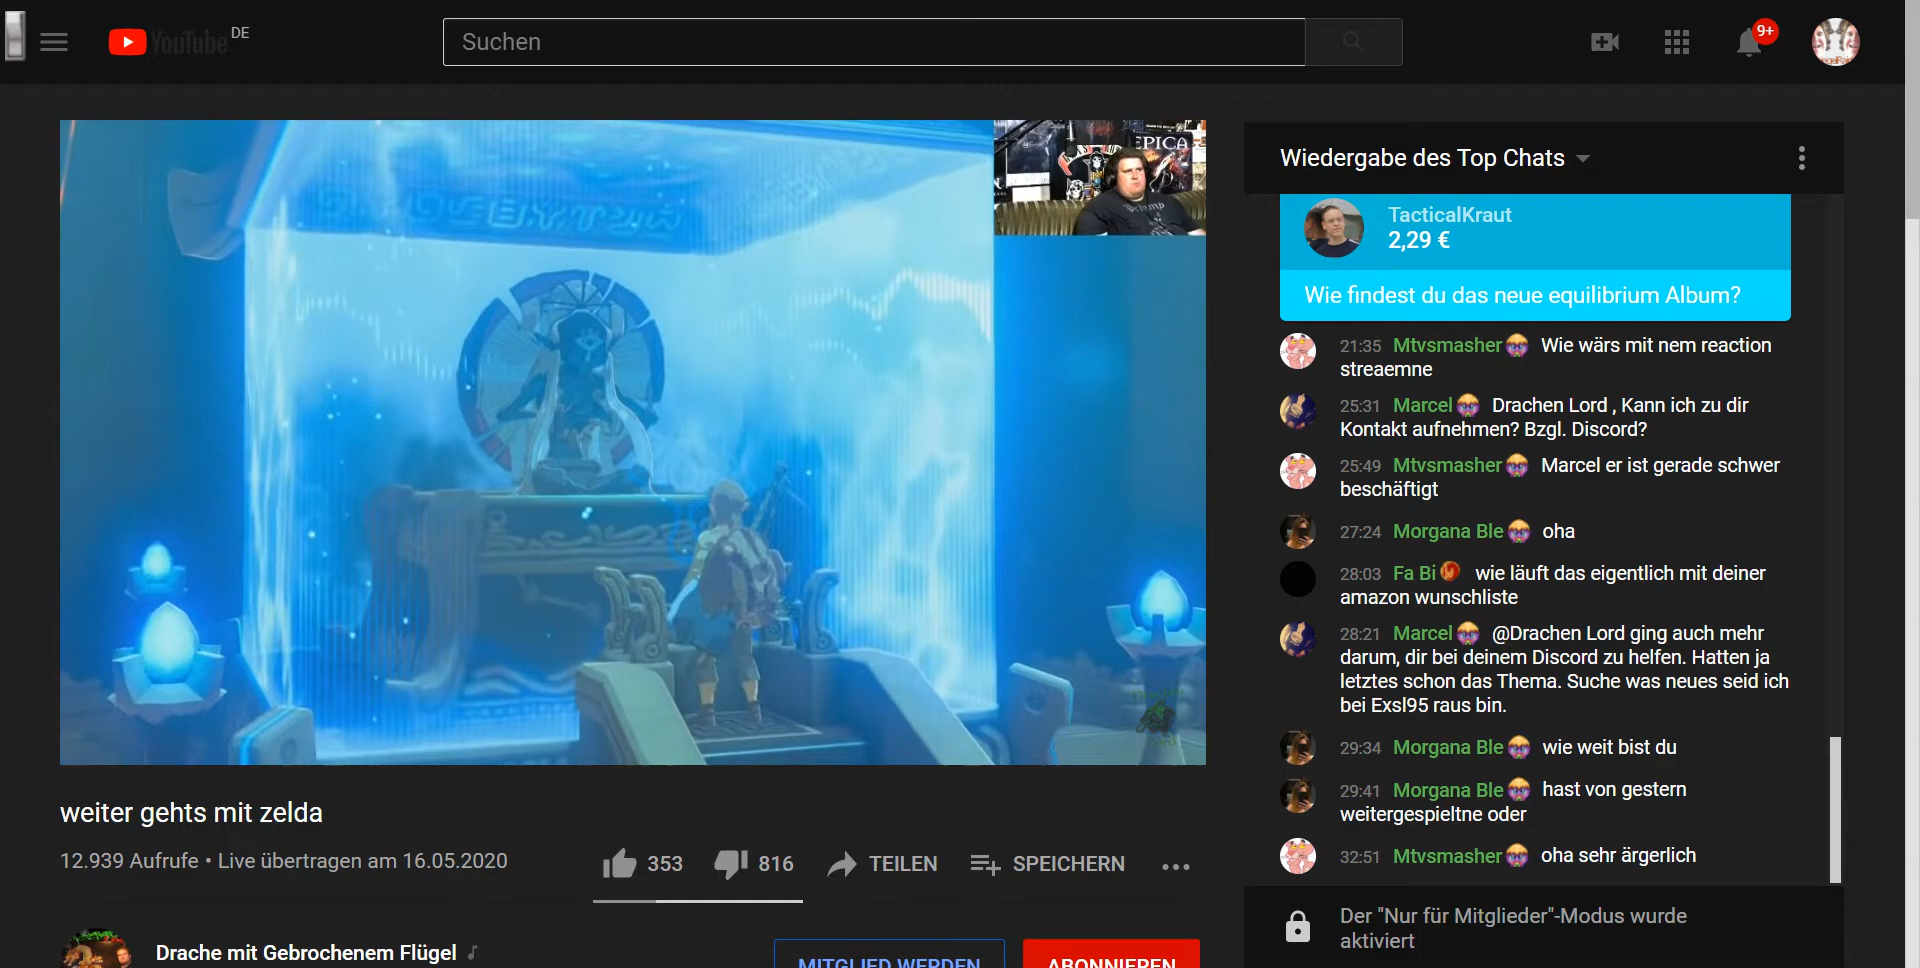 YouTube DE
Suchen
9+
EPICA
Wiedergabe des Top Chats
TacticalKraut
2,29 €
Wie findest du das neue equilibrium Album?
21:35 Mtvsmasher Wie wärs mit nem reaction
streaemne
25:31 Marcel Drachen Lord , Kann ich zu dir
Kontakt aufnehmen? Bzgl. Discord?
25:49 Mtvsmasher Marcel er ist gerade schwer
beschäftigt
27:24 Morgana Ble oha
28:03 Fa Bi wie läuft das eigentlich mit deiner
amazon wunschliste
28:21 Marcel @Drachen Lord ging auch mehr
darum, dir bei deinem Discord zu helfen. Hatten ja
letztes schon das Thema. Suche was neues seid ich
bei Exsl95 raus bin.
29:34 Morgana Ble wie weit bist du
29:41 Morgana Ble hast von gestern
weitergespieltne oder
32:51 Mtvsmasher oha sehr ärgerlich
Der "Nur für Mitglieder"-Modus wurde
aktiviert
weiter gehts mit zelda
12.939 Aufrufe • Live übertragen am 16.05.2020
353 816 TEILEN SPEICHERN
Drache mit Gebrochenem Flügel
MITGLIED WERDEN
ABONNIEREN